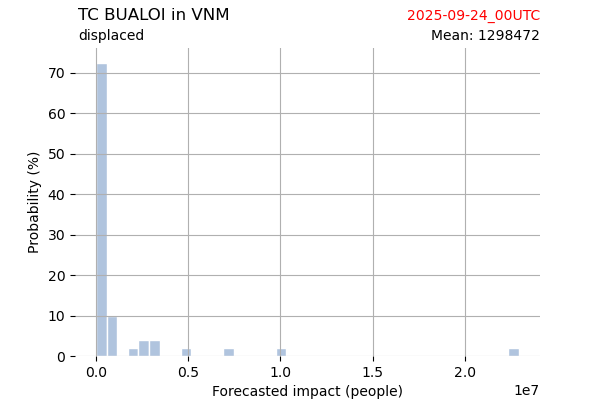 TC BUALOI in VNM
2025-09-24_00UTC
displaced
Mean: 1298472
Probability (%)
70
60
50
40
30
20
10
0
0.0 0.5 1.0 1.5 2.0
1e7
Forecasted impact (people)